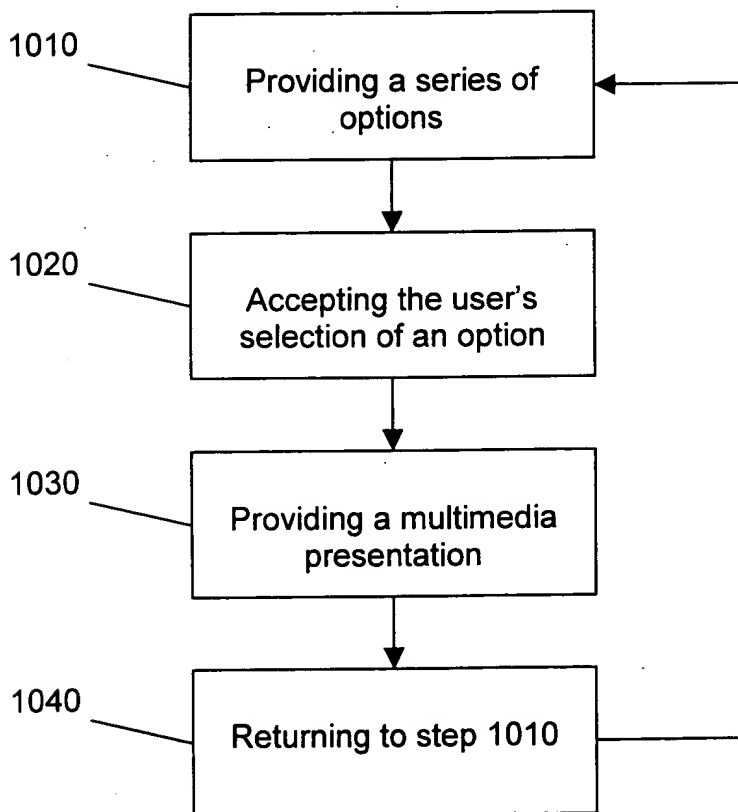 1010
Providing a series of
options
1020
Accepting the user's
selection of an option
1030
Providing a multimedia
presentation
1040
Returning to step 1010